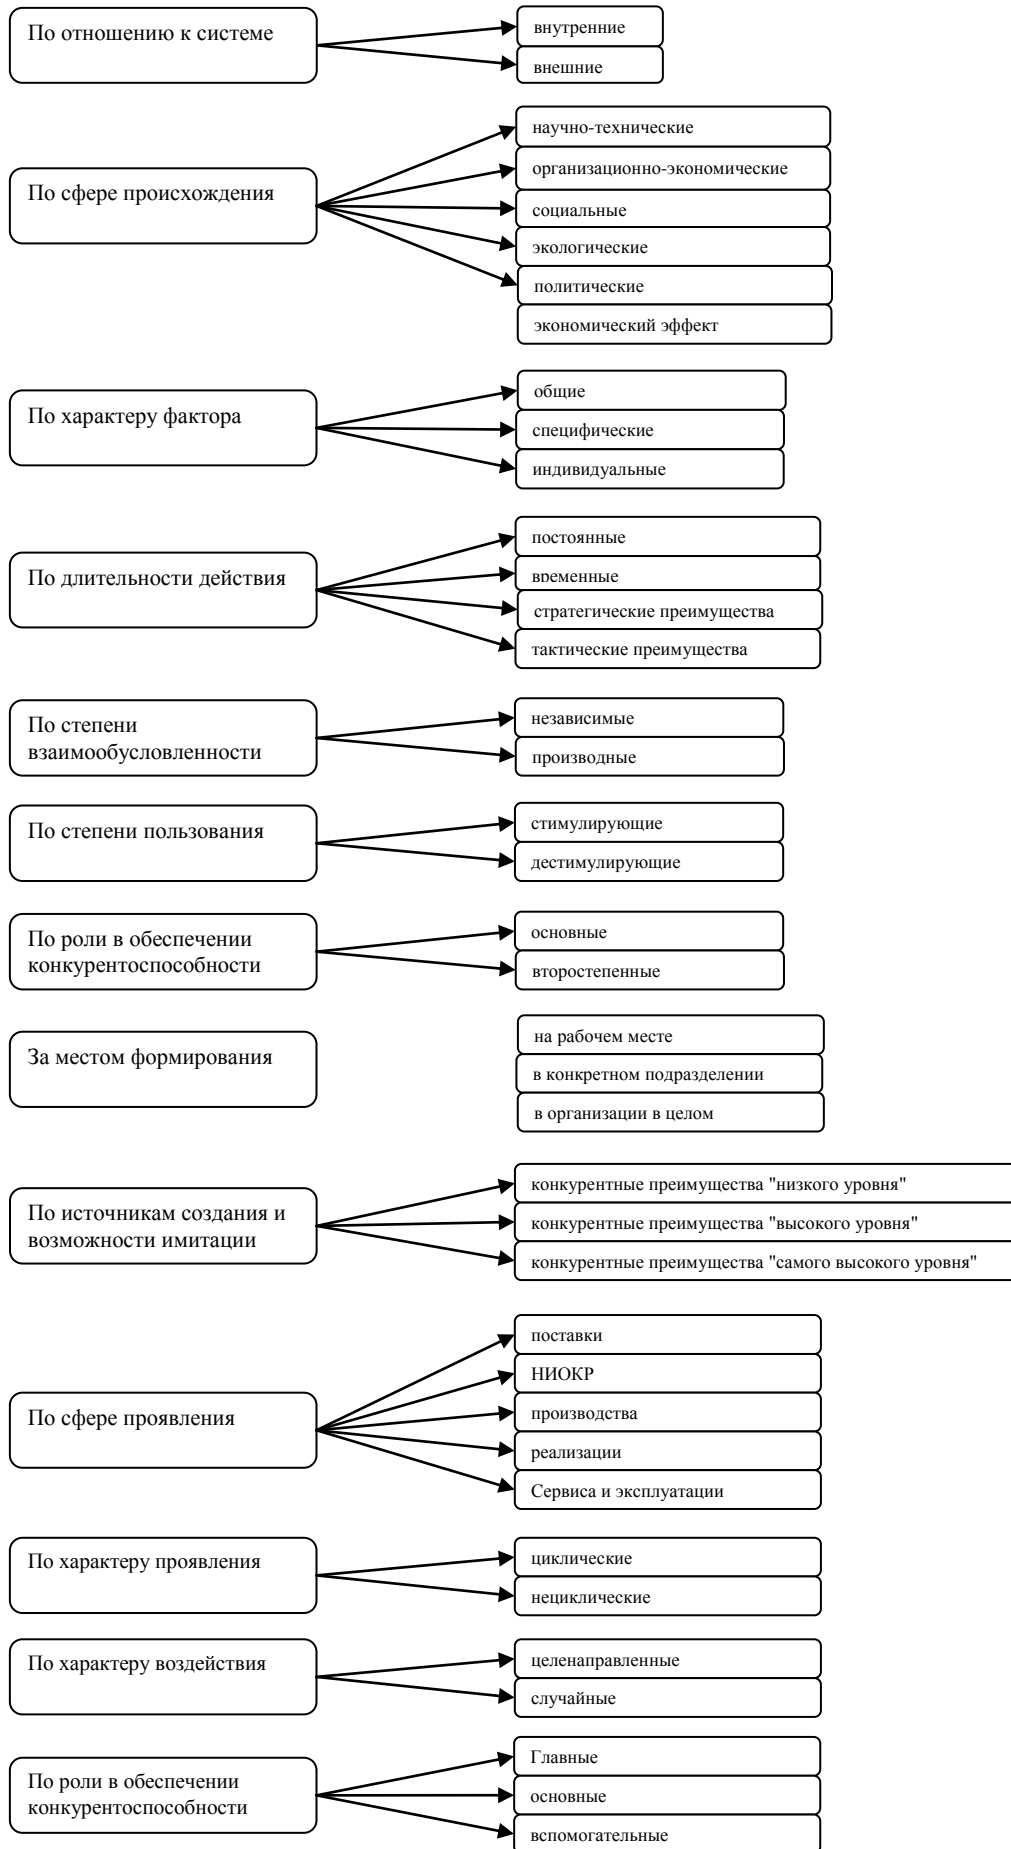 По отношению к системе
внутренние
внешние
По сфере происхождения
научно-технические
организационно-экономические
социальные
экологические
политические
экономический эффект
По характеру фактора
общие
специфические
индивидуальные
По длительности действия
постоянные
временные
стратегические преимущества
тактические преимущества
По степени
взаимообусловленности
независимые
производные
По степени пользования
стимулирующие
дестимулирующие
По роли в обеспечении
конкурентоспособности
основные
второстепенные
За местом формирования
на рабочем месте
в конкретном подразделении
в организации в целом
По источникам создания и
возможности имитации
конкурентные преимущества "низкого уровня"
конкурентные преимущества "высокого уровня"
конкурентные преимущества "самого высокого уровня"
По сфере проявления
поставки
НИОКР
производства
реализации
Сервиса и эксплуатации
По характеру проявления
циклические
нециклические
По характеру воздействия
целенаправленные
случайные
По роли в обеспечении
конкурентоспособности
Главные
основные
вспомогательные